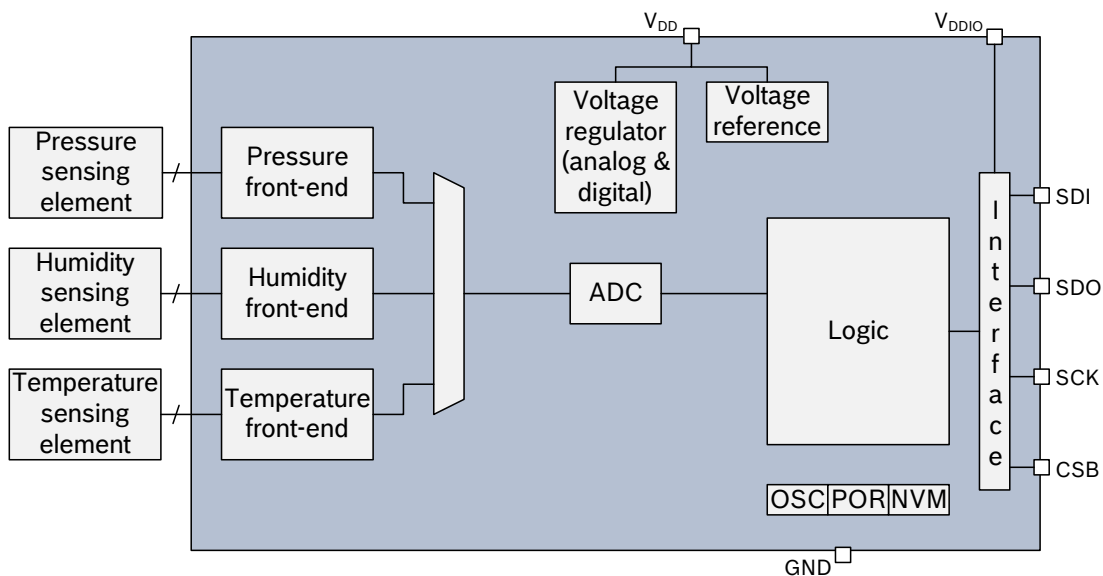 VDD
VDDIO
Voltage
regulator
(analog &
digital)
Voltage
reference
Pressure
sensing
element
Pressure
front-end
Humidity
sensing
element
Humidity
front-end
Temperature
sensing
element
Temperature
front-end
ADC
Logic
Interface
SDI
SDO
SCK
CSB
OSC
POR
NVM
GND